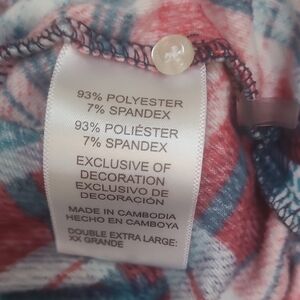 93% POLYESTER
7% SPANDEX
93% POLIÉSTER
7% SPANDEX
EXCLUSIVE OF
DECORATION
EXCLUSIVO DE
DECORACIÓN
MADE IN CAMBODIA
HECHO EN CAMBOYA
DOUBLE EXTRA LARGE:
XX GRANDE